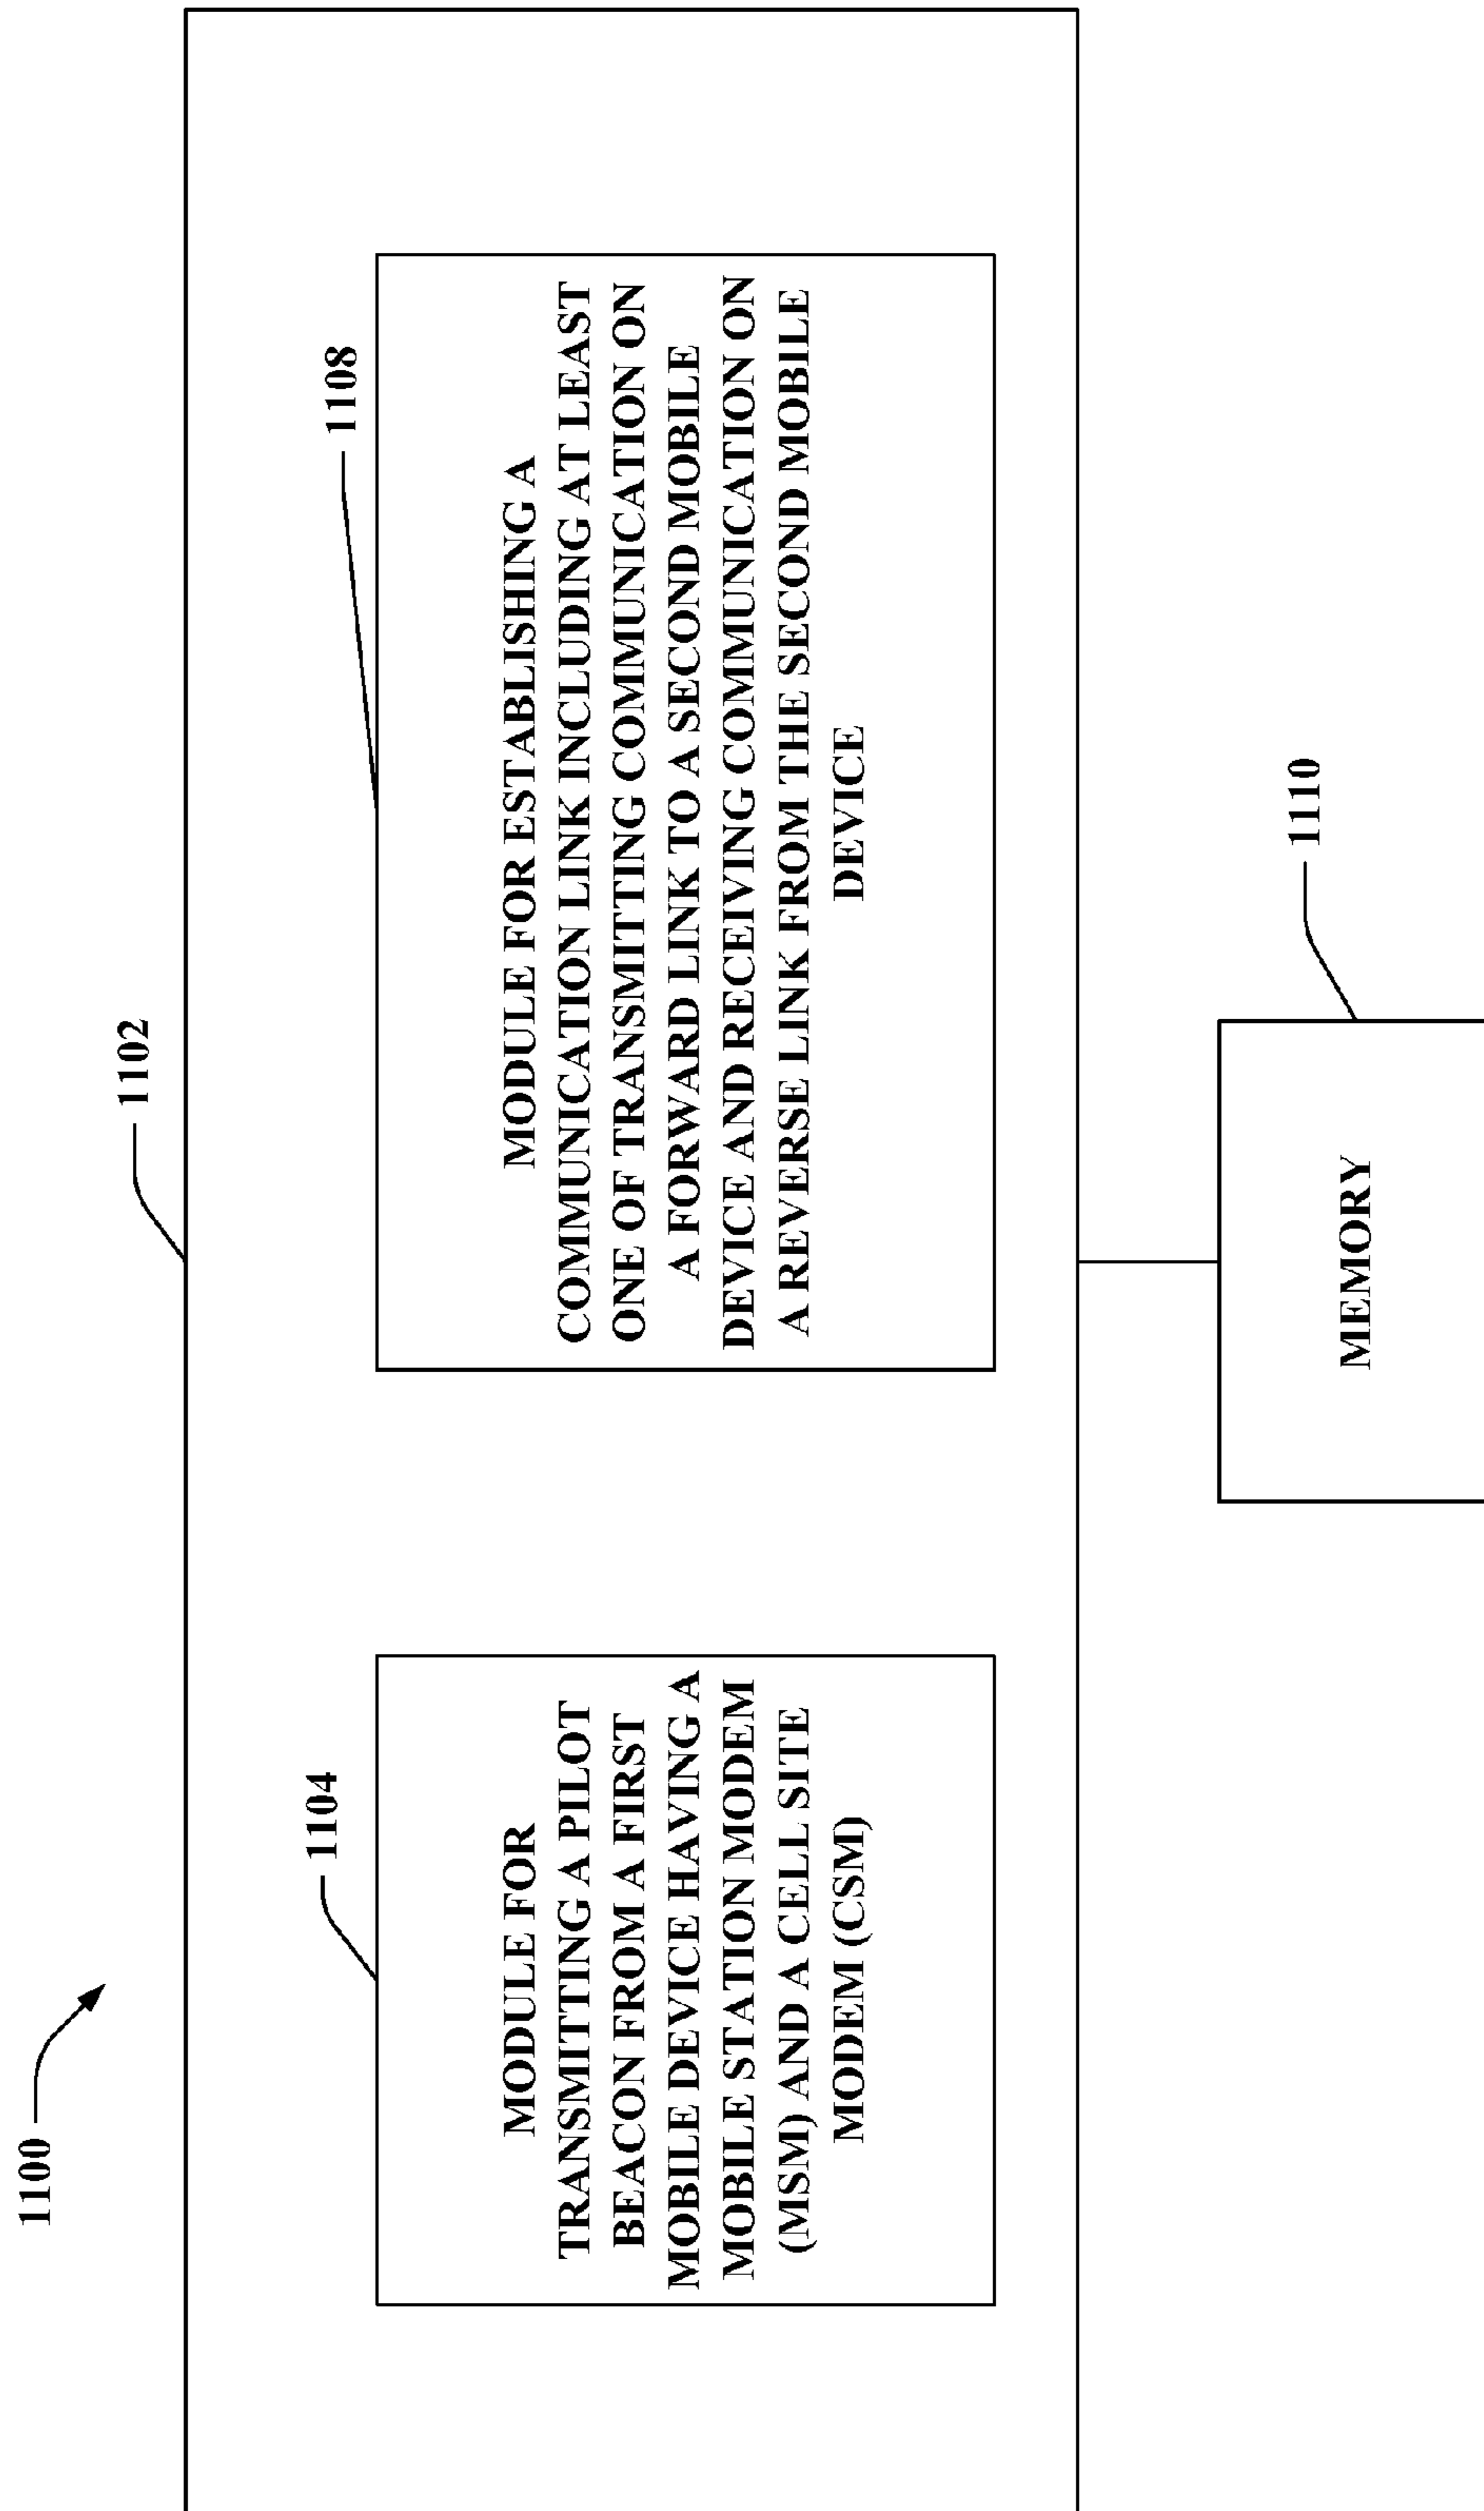 1100
1102
1104
MODULE FOR
TRANSMITTING A PILOT
BEACON FROM A FIRST
MOBILE DEVICE HAVING A
MOBILE STATION MODEM
(MSM) AND A CELL SITE
MODEM (CSM)
1108
MODULE FOR ESTABLISHING A
COMMUNICATION LINK INCLUDING AT LEAST
ONE OF TRANSMITTING COMMUNICATION ON
A FORWARD LINK TO A SECOND MOBILE
DEVICE AND RECEIVING COMMUNICATION ON
A REVERSE LINK FROM THE SECOND MOBILE
DEVICE
1110
MEMORY